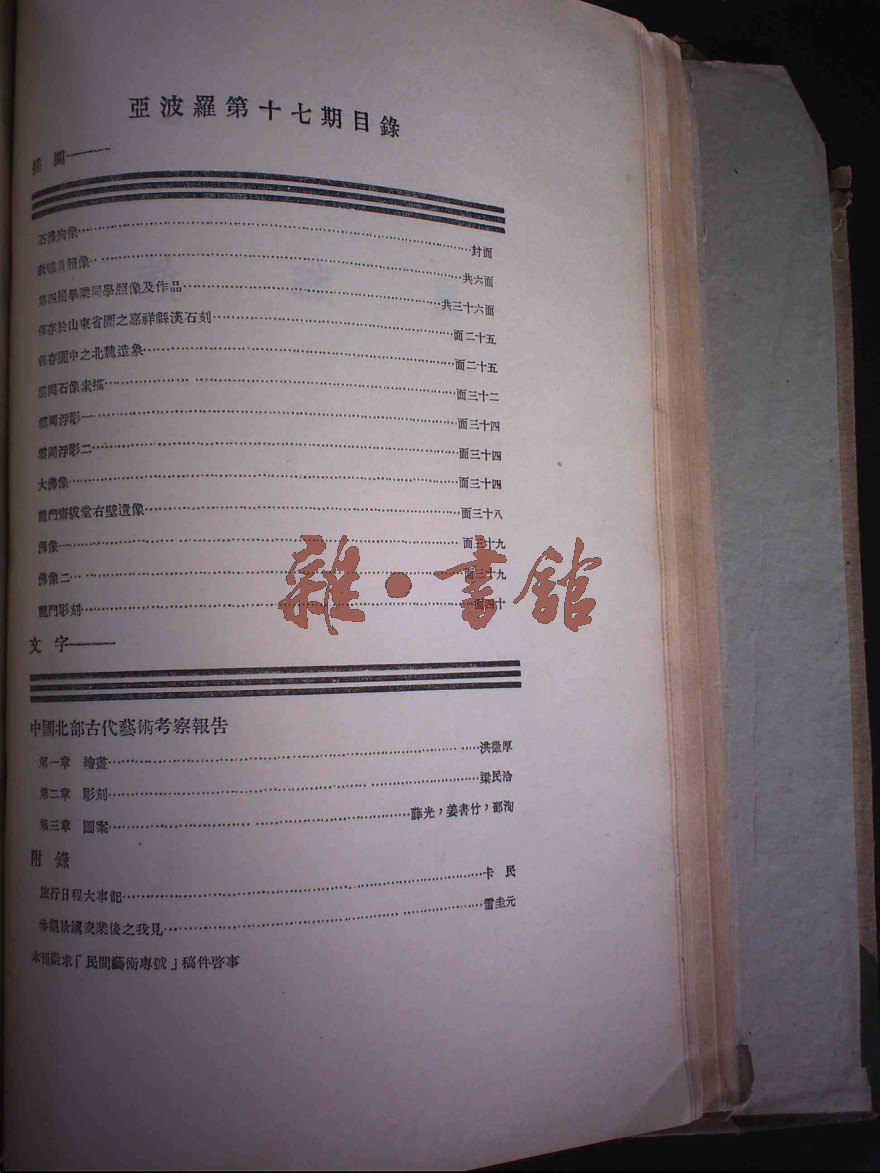 亞波羅第十七期目錄
插圖
石佛胸像 封面
教職員照像 共六面
第四屆畢業同學照像及作品 共三十六面
保存於山東省圖之嘉祥縣漢石刻 面二十五
保存圖中之北魏造象 面二十五
雲岡石像素描 面三十二
雲岡浮彫一 面三十四
雲岡浮彫二 面三十四
大佛像 面三十四
龍門齋祓堂右壁遺像 面三十八
佛像一 面三十九
佛像二 面三十九
龍門彫刻 面四十
雜·書館
文字
中國北部古代藝術考察報告
第一章 繪畫 洪徵厚
第二章 彫刻 梁民洽
第三章 圖案 薛光，姜書竹，鄒洵
附錄
旅行日程大事記 卡民
參觀景鎮瓷業後之我見 雷圭元
本刊徵求「民間藝術專號」稿件啓事